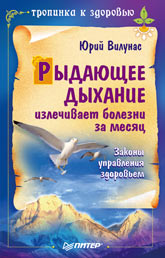 тропинка к здоровью
Юрий Вилунас
Рыдающее
дыхание
излечивает болезни
за месяц
Законы
управления
здоровьем
ПИТЕР